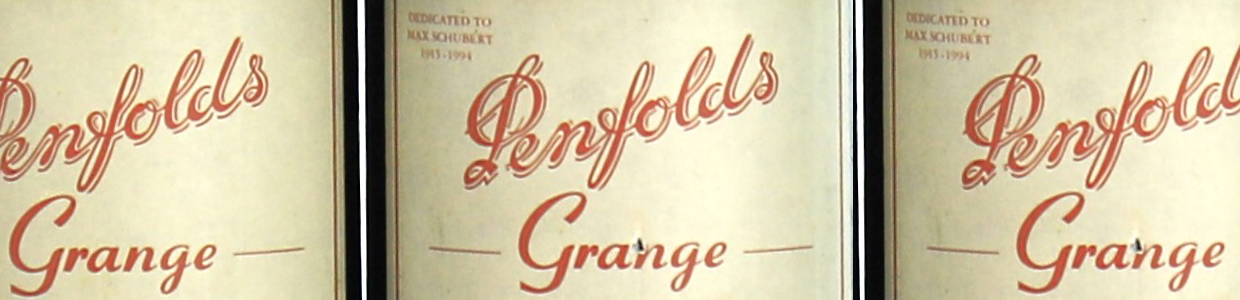 Penfolds
Grange
DEDICATED TO
MAX SCHUBERT
1915-1994
Penfolds
Grange
DEDICATED TO
MAX SCHUBERT
1915-1994
Penfolds
Grange